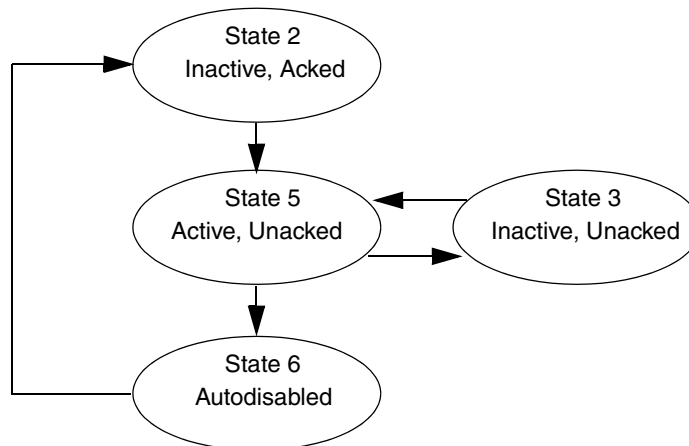 State 2
Inactive, Acked
State 5
Active, Unacked
State 3
Inactive, Unacked
State 6
Autodisabled